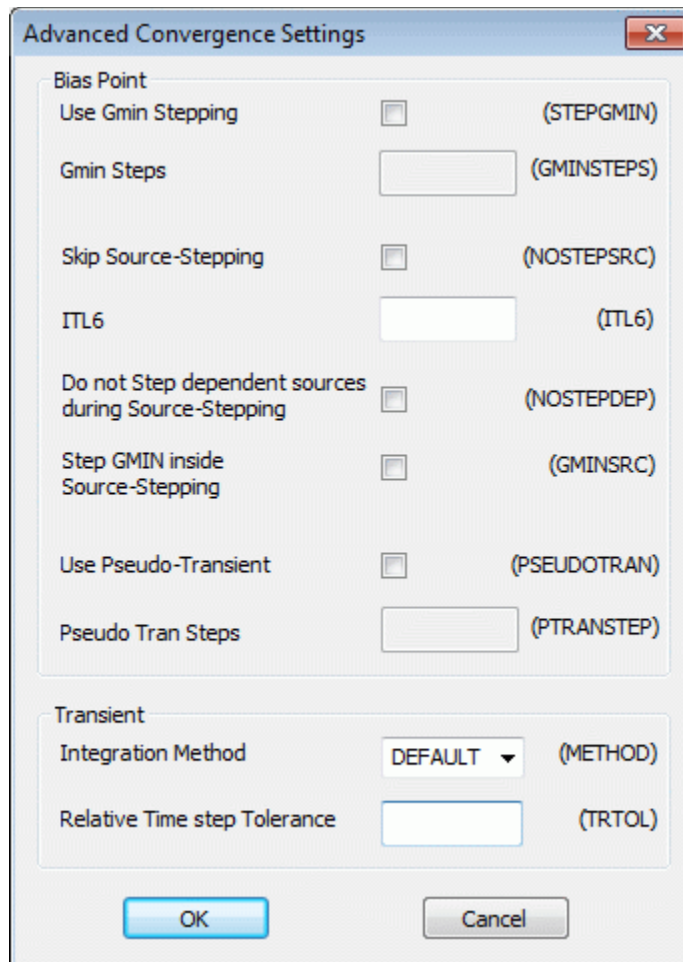 Advanced Convergence Settings
Bias Point
Use Gmin Stepping (STEPGMIN)
Gmin Steps (GMINSTEPS)
Skip Source-Stepping (NOSTEPSRC)
ITL6 (ITL6)
Do not Step dependent sources
during Source-Stepping (NOSTEPDEP)
Step GMIN inside
Source-Stepping (GMINSRC)
Use Pseudo-Transient (PSEUDOTRAN)
Pseudo Tran Steps (PTRANSTEP)
Transient
Integration Method DEFAULT (METHOD)
Relative Time step Tolerance (TRTOL)
OK Cancel